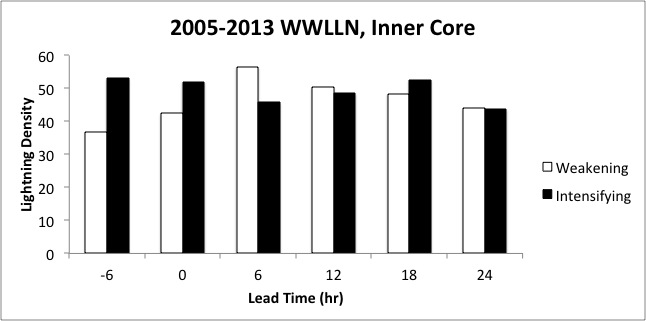 2005-2013 WWLLN, Inner Core
60
50
40
30
20
10
0
Lightning Density
-6 0 6 12 18 24
Lead Time (hr)
Weakening
Intensifying